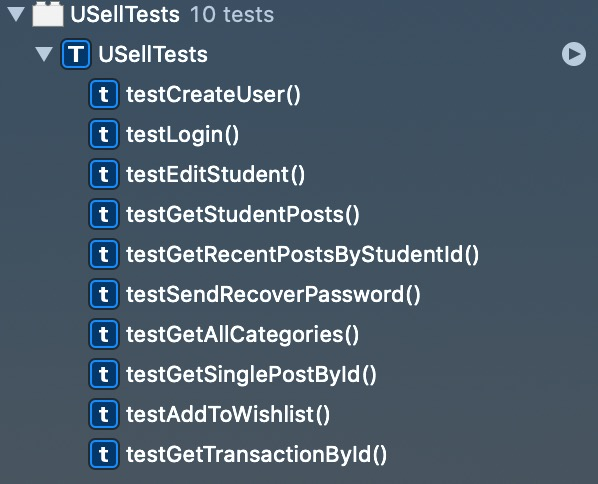 USellTests 10 tests
T USellTests
t testCreateUser()
t testLogin()
t testEditStudent()
t testGetStudentPosts()
t testGetRecentPostsByStudentId()
t testSendRecoverPassword()
t testGetAllCategories()
t testGetSinglePostById()
t testAddToWishlist()
t testGetTransactionById()